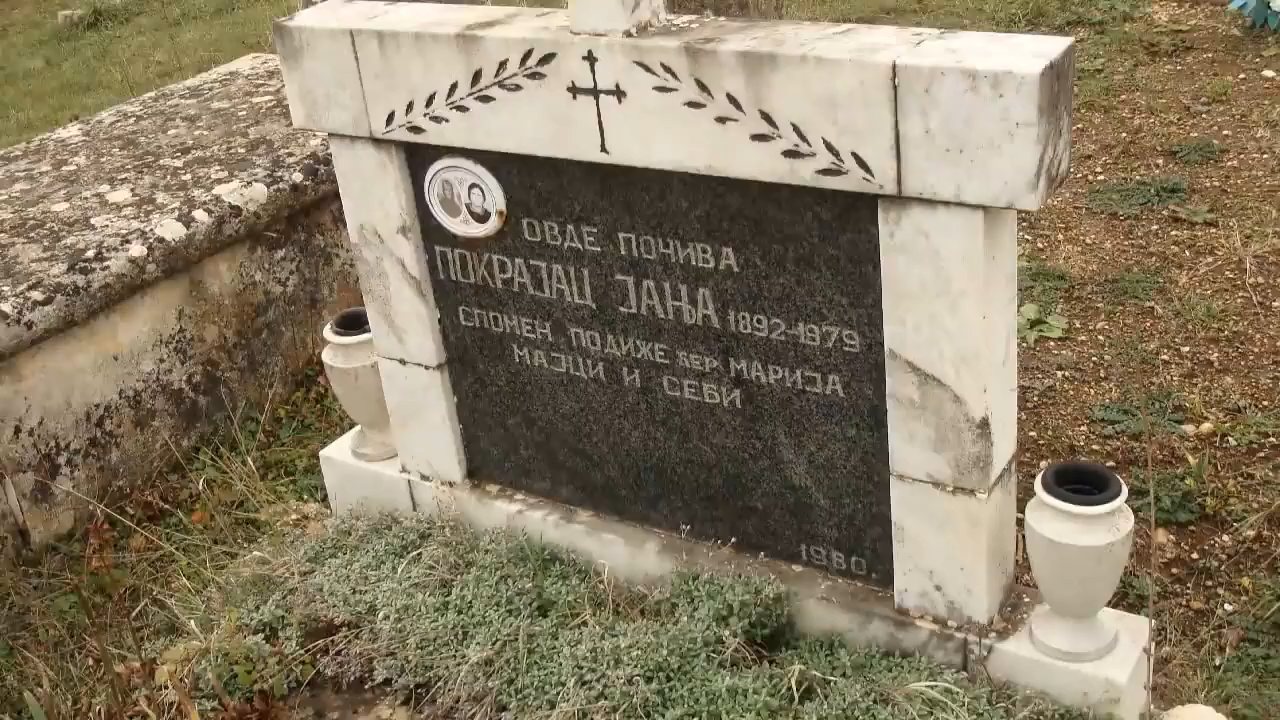 ОВДЕ ПОЧИВА
ПОКРАЈАЦ ЈАЊА 1892-1979
СПОМЕН ПОДИЖЕ ЋЕР МАРИЈА
МАЈЦИ И СЕБИ
1980.